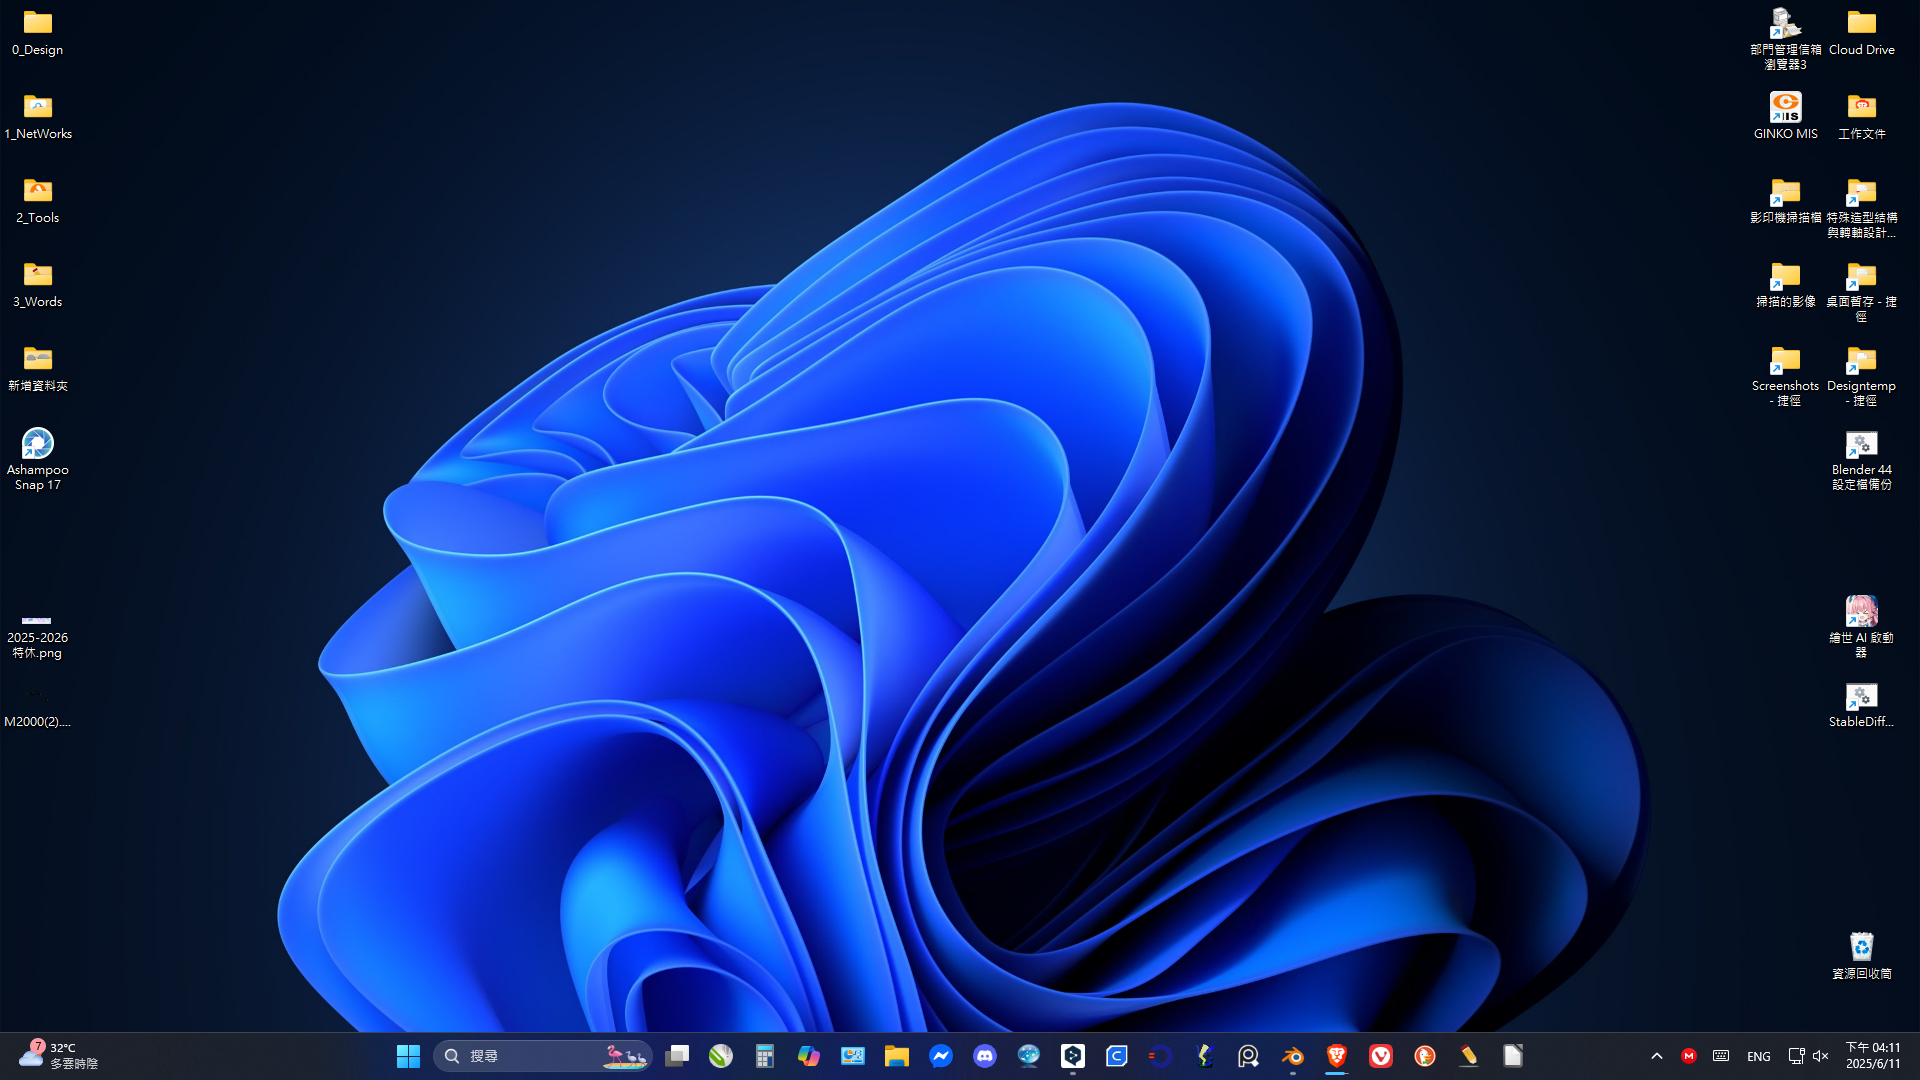 0_Design
1_NetWorks
2_Tools
3_Words
新增資料夾
Ashampoo
Snap 17
2025-2026
特休.png
M2000(2)....
部門管理信箱
瀏覽器3
GINKO MIS
影印機掃描檔
掃描的影像
Screenshots
- 捷徑
Cloud Drive
工作文件
特殊造型結構
與轉軸設計...
桌面暫存 - 捷
徑
Designtemp
- 捷徑
Blender 44
設定檔備份
繪世 AI 啟動
器
StableDiff...
資源回收筒
7
32°C
多雲時陰
搜尋
ENG
下午 04:11
2025/6/11